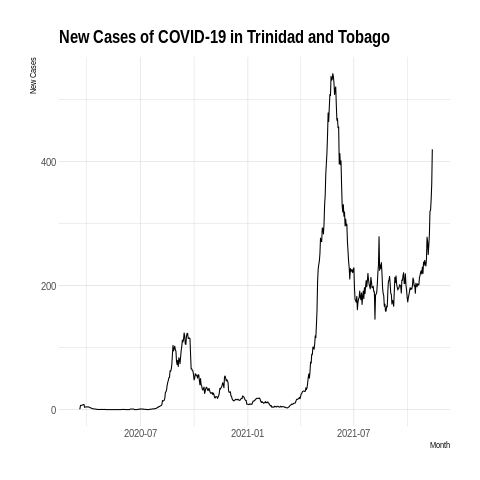 New Cases of COVID-19 in Trinidad and Tobago
New Cases
400
200
0
2020-07
2021-01
2021-07
Month